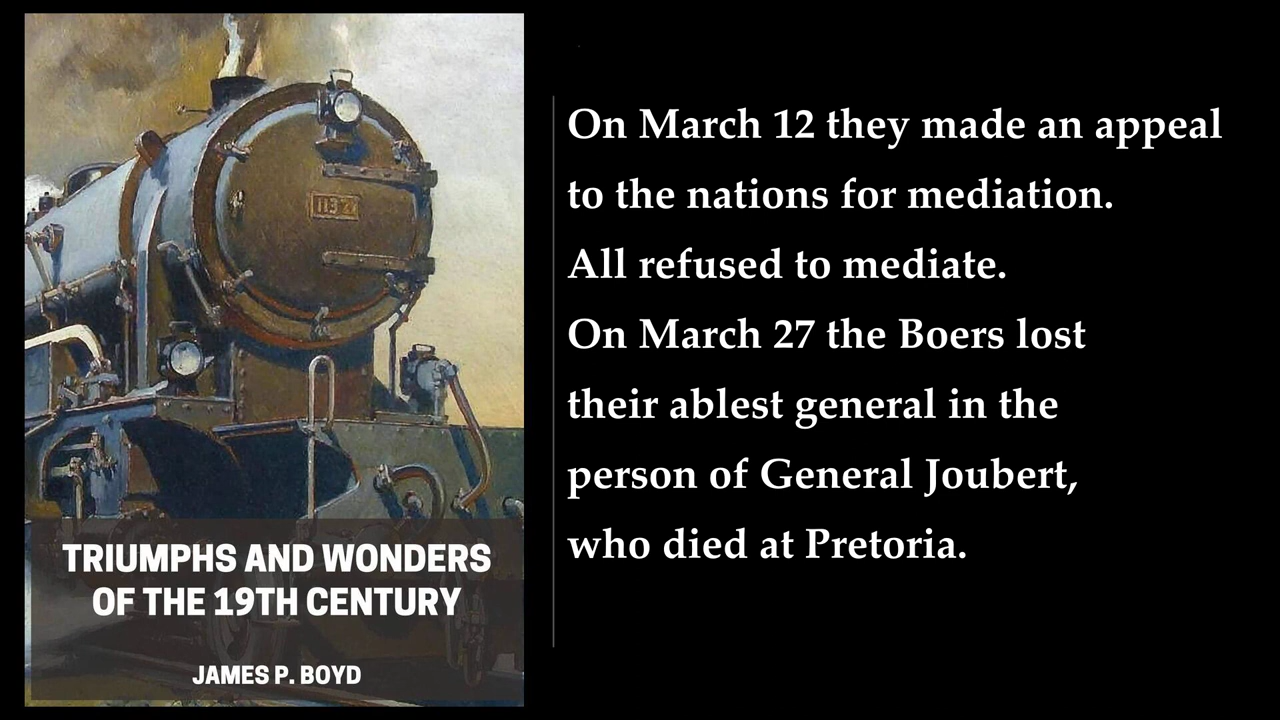 On March 12 they made an appeal
to the nations for mediation.
All refused to mediate.
On March 27 the Boers lost
their ablest general in the
person of General Joubert,
who died at Pretoria.
TRIUMPHS AND WONDERS
OF THE 19TH CENTURY
JAMES P. BOYD